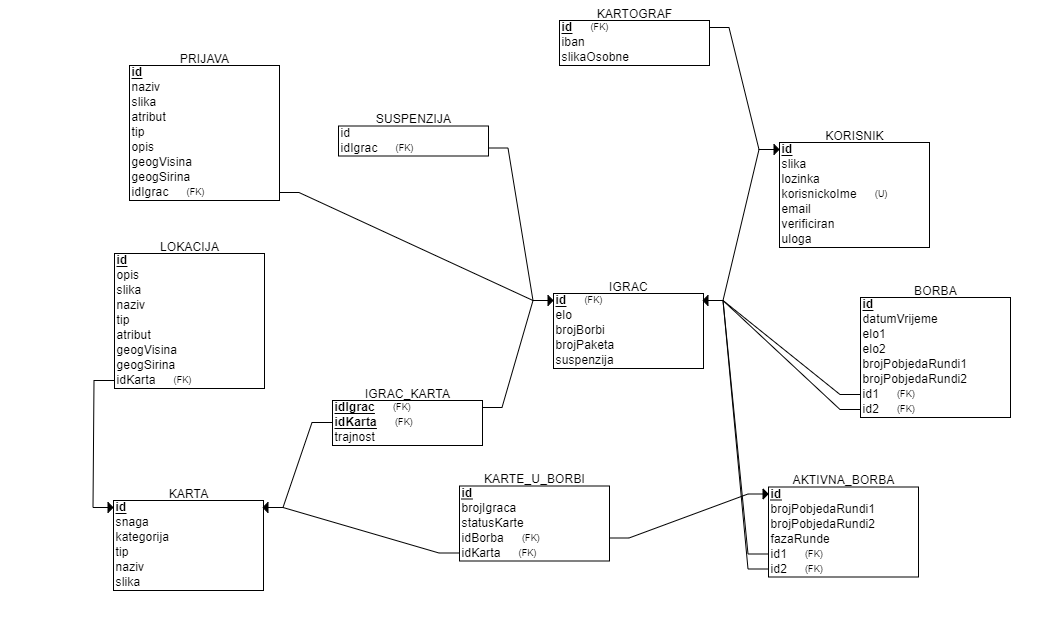 KARTOGRAF
id (FK)
iban
slikaOsobne
PRIJAVA
id
naziv
slika
atribut
tip
opis
geogVisina
geogSirina
idIgrac (FK)
SUSPENZIJA
id
idIgrac (FK)
KORISNIK
id
slika
lozinka
korisnickoIme (U)
email
verificiran
uloga
LOKACIJA
id
opis
slika
naziv
tip
atribut
geogVisina
geogSirina
idKarta (FK)
IGRAC
id (FK)
elo
brojBorbi
brojPaketa
suspenzija
BORBA
id
datumVrijeme
elo1
elo2
brojPobjedaRundi1
brojPobjedaRundi2
id1 (FK)
id2 (FK)
IGRAC_KARTA
idIgrac (FK)
idKarta (FK)
trajnost
KARTA
id
snaga
kategorija
tip
naziv
slika
KARTE_U_BORBI
id
brojIgraca
statusKarte
idBorba (FK)
idKarta (FK)
AKTIVNA_BORBA
id
brojPobjedaRundi1
brojPobjedaRundi2
fazaRunde
id1 (FK)
id2 (FK)